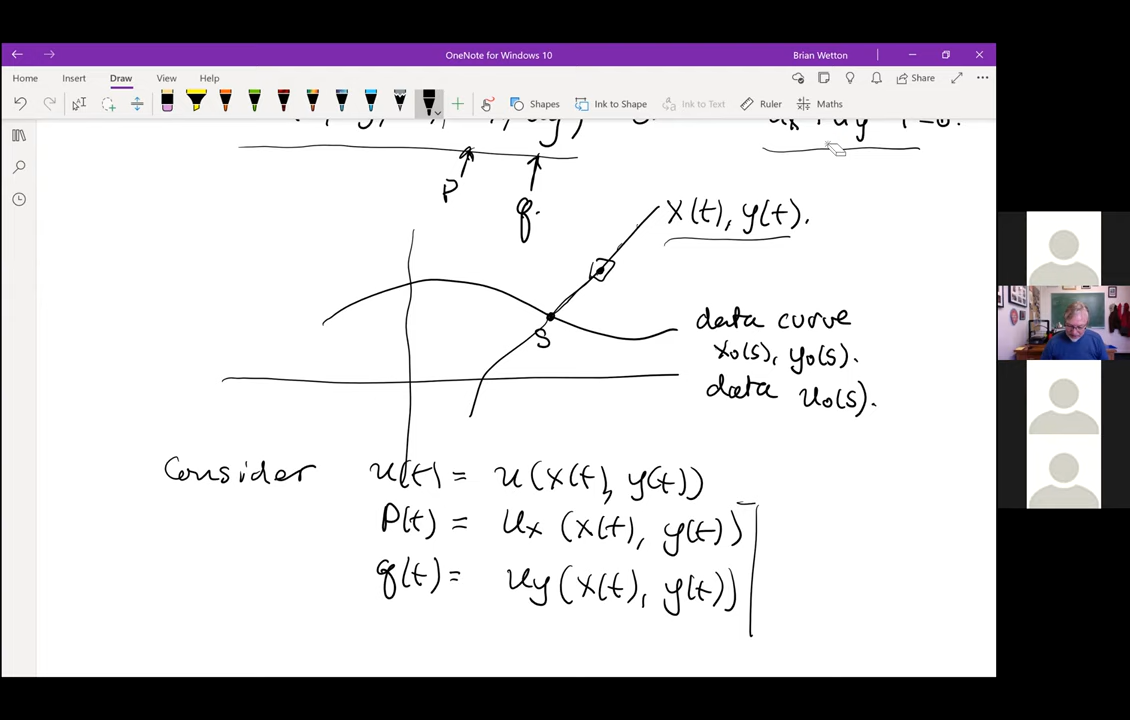 OneNote for Windows 10
Brian Wetton
Home Insert Draw View Help
Share
Shapes Ink to Shape Ink to Text Ruler Maths
P
q.
x(t), y(t).
S
data curve
x0(s), y0(s).
data u0(s).
Consider u(t) = u(x(t), y(t))
P(t) = ux (x(t), y(t))
q(t) = uy (x(t), y(t))